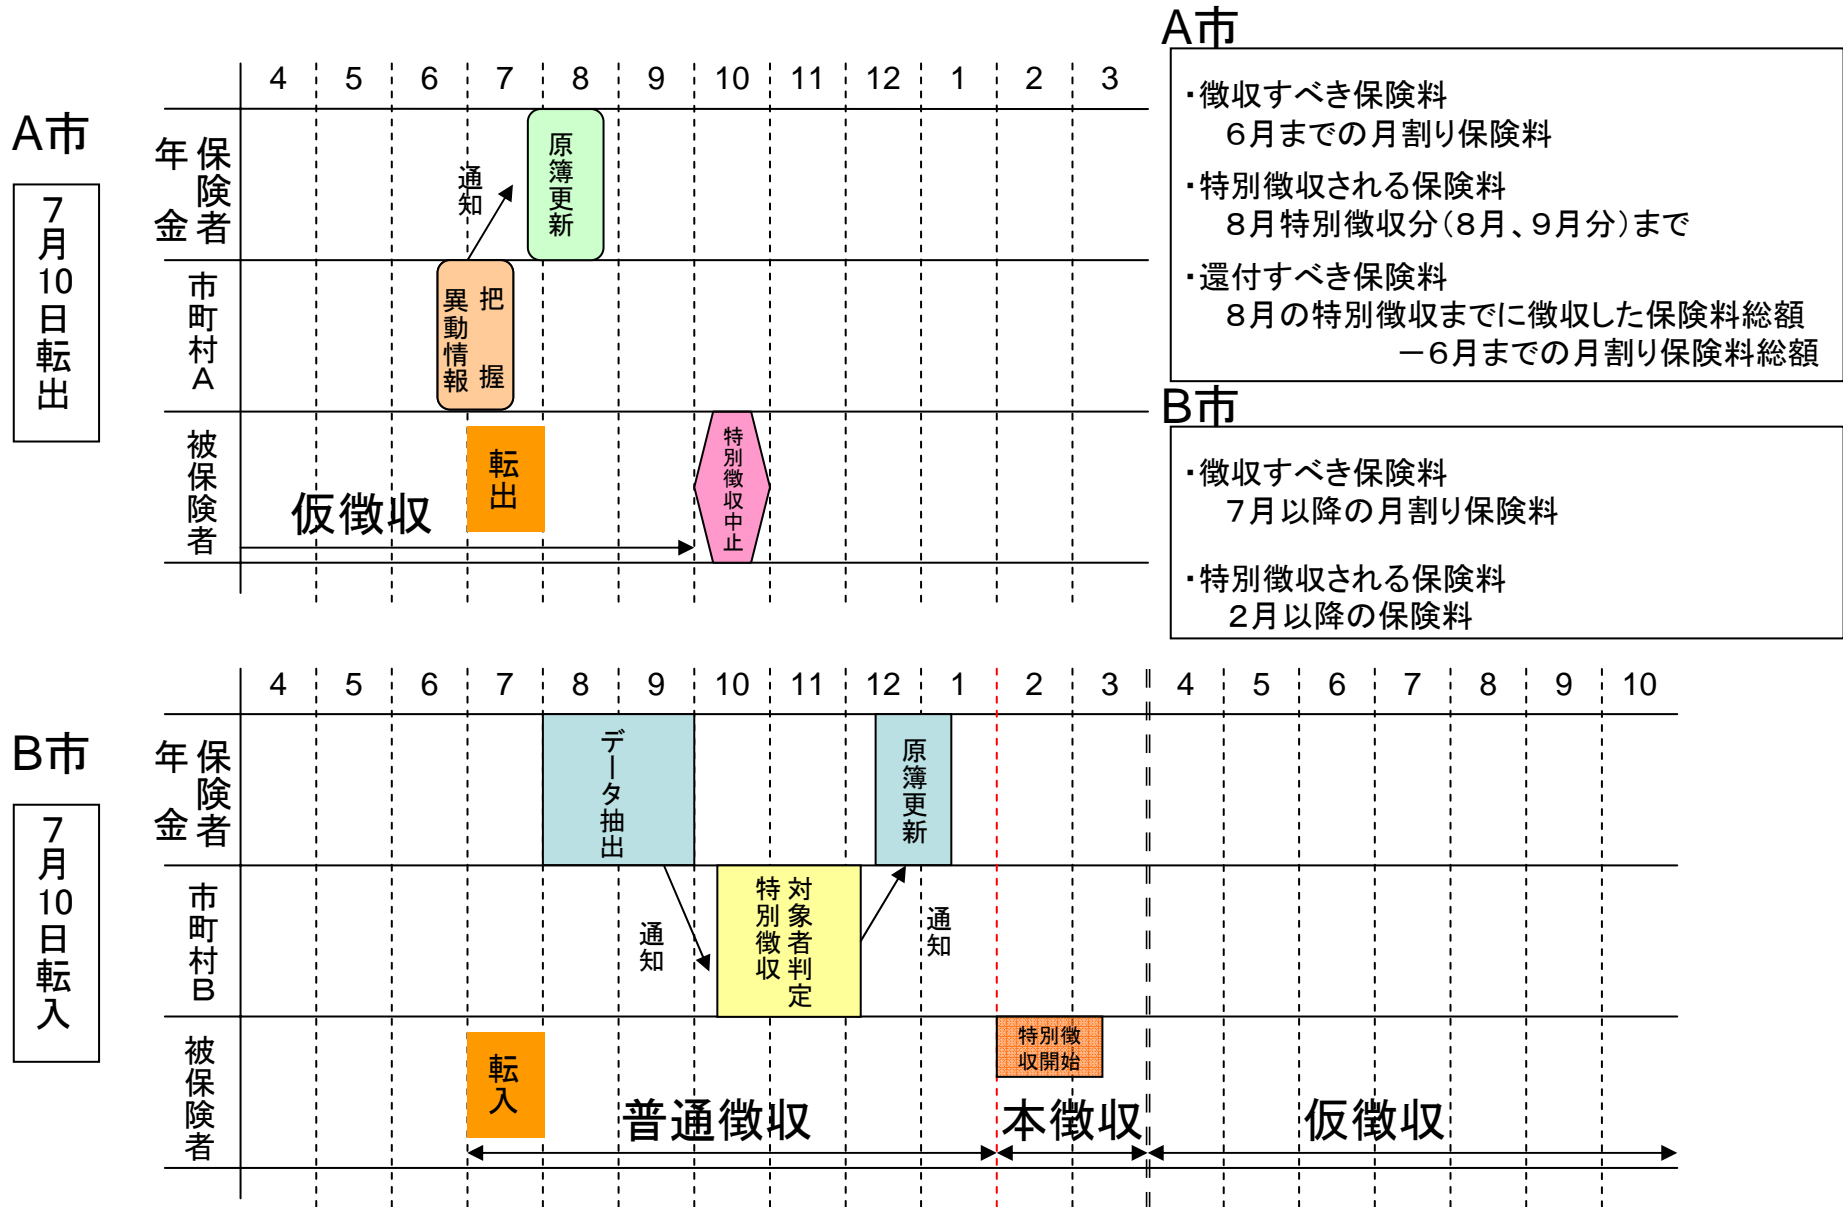 A市
7月10日転出
4 5 6 7 8 9 10 11 12 1 2 3
年金保険者
通知
原簿更新
市町村A
異動情報把握
被保険者
転出
仮徴収
特別徴収中止
A市
・徴収すべき保険料
6月までの月割り保険料
・特別徴収される保険料
8月特別徴収分(8月、9月分)まで
・還付すべき保険料
8月の特別徴収までに徴収した保険料総額
－6月までの月割り保険料総額
B市
・徴収すべき保険料
7月以降の月割り保険料
・特別徴収される保険料
2月以降の保険料
B市
7月10日転入
4 5 6 7 8 9 10 11 12 1 2 3 4 5 6 7 8 9 10
年金保険者
データ抽出
原簿更新
市町村B
通知
特別徴収対象者判定
通知
被保険者
転入
特別徴
収開始
普通徴収
本徴収
仮徴収